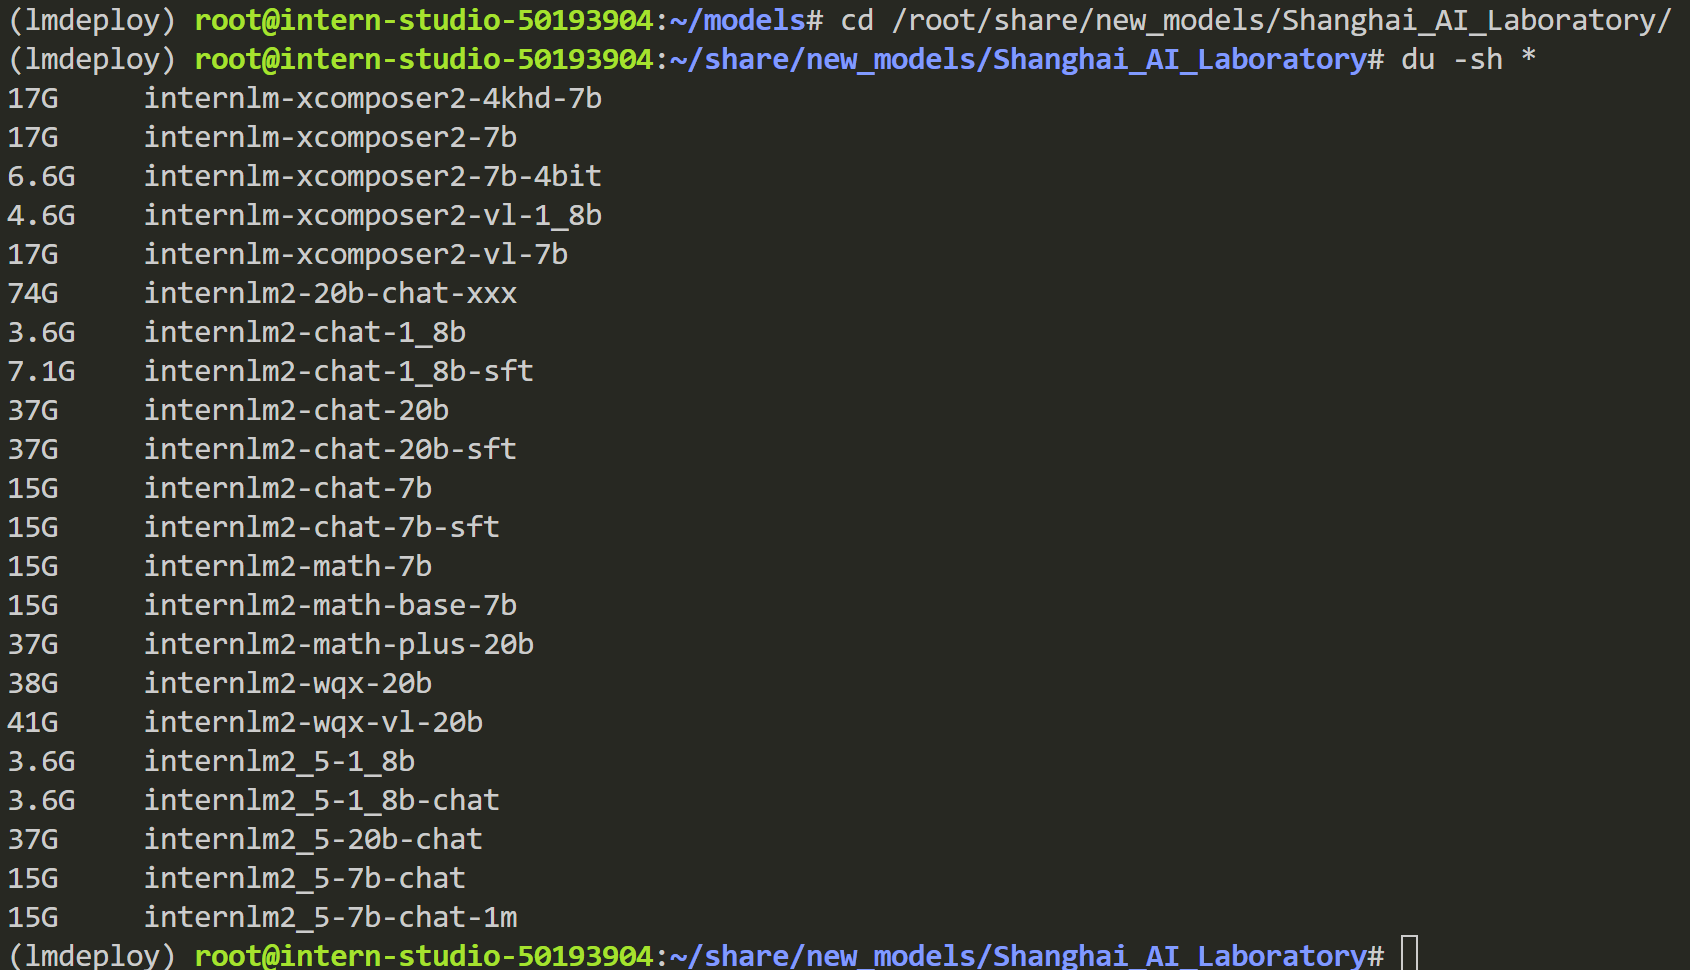 (lmdeploy) root@intern-studio-50193904:~/models# cd /root/share/new_models/Shanghai_AI_Laboratory/
(lmdeploy) root@intern-studio-50193904:~/share/new_models/Shanghai_AI_Laboratory# du -sh *
17G     internlm-xcomposer2-4khd-7b
17G     internlm-xcomposer2-7b
6.6G    internlm-xcomposer2-7b-4bit
4.6G    internlm-xcomposer2-vl-1_8b
17G     internlm-xcomposer2-vl-7b
74G     internlm2-20b-chat-xxx
3.6G    internlm2-chat-1_8b
7.1G    internlm2-chat-1_8b-sft
37G     internlm2-chat-20b
37G     internlm2-chat-20b-sft
15G     internlm2-chat-7b
15G     internlm2-chat-7b-sft
15G     internlm2-math-7b
15G     internlm2-math-base-7b
37G     internlm2-math-plus-20b
38G     internlm2-wqx-20b
41G     internlm2-wqx-vl-20b
3.6G    internlm2_5-1_8b
3.6G    internlm2_5-1_8b-chat
37G     internlm2_5-20b-chat
15G     internlm2_5-7b-chat
15G     internlm2_5-7b-chat-1m
(lmdeploy) root@intern-studio-50193904:~/share/new_models/Shanghai_AI_Laboratory#